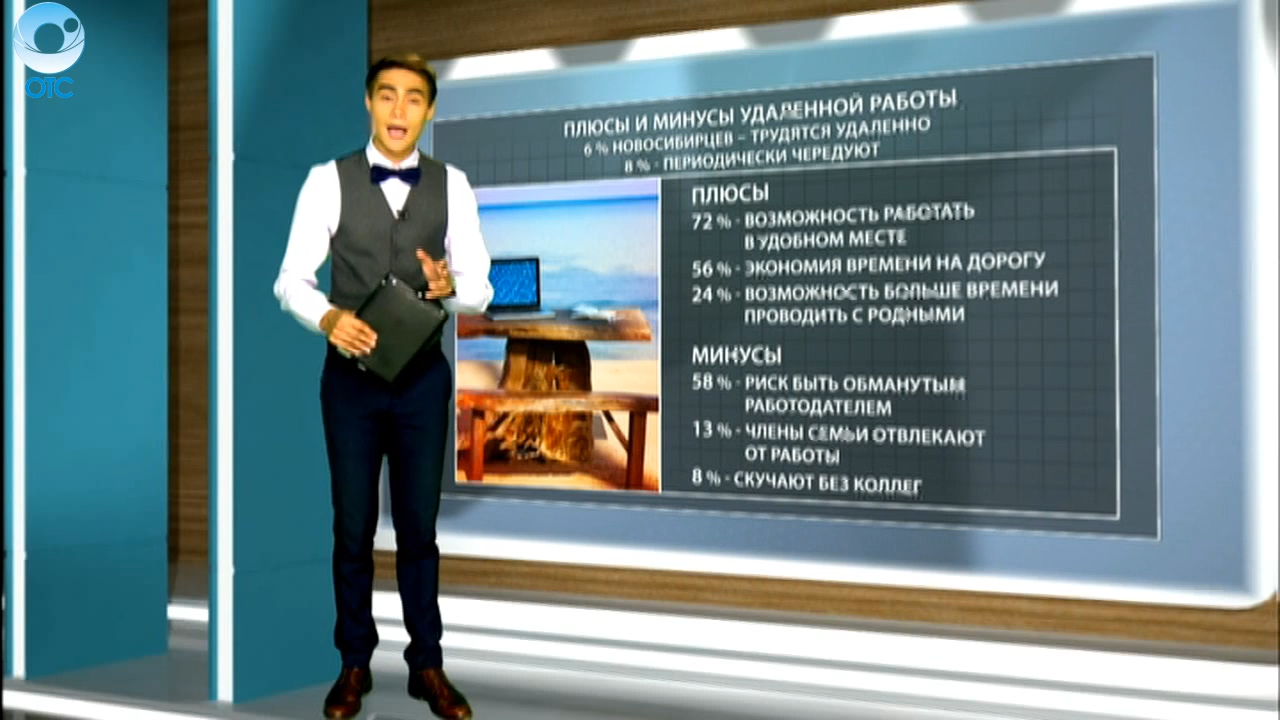 ОТС
ПЛЮСЫ И МИНУСЫ УДАЛЕННОЙ РАБОТЫ
6 % НОВОСИБИРЦЕВ – ТРУДЯТСЯ УДАЛЕННО
8 % - ПЕРИОДИЧЕСКИ ЧЕРЕДУЮТ
ПЛЮСЫ
72 % - ВОЗМОЖНОСТЬ РАБОТАТЬ
В УДОБНОМ МЕСТЕ
56 % - ЭКОНОМИЯ ВРЕМЕНИ НА ДОРОГУ
24 % - ВОЗМОЖНОСТЬ БОЛЬШЕ ВРЕМЕНИ
ПРОВОДИТЬ С РОДНЫМИ
МИНУСЫ
58 % - РИСК БЫТЬ ОБМАНУТЫМ
РАБОТОДАТЕЛЕМ
13 % - ЧЛЕНЫ СЕМЬИ ОТВЛЕКАЮТ
ОТ РАБОТЫ
8 % - СКУЧАЮТ БЕЗ КОЛЛЕГ